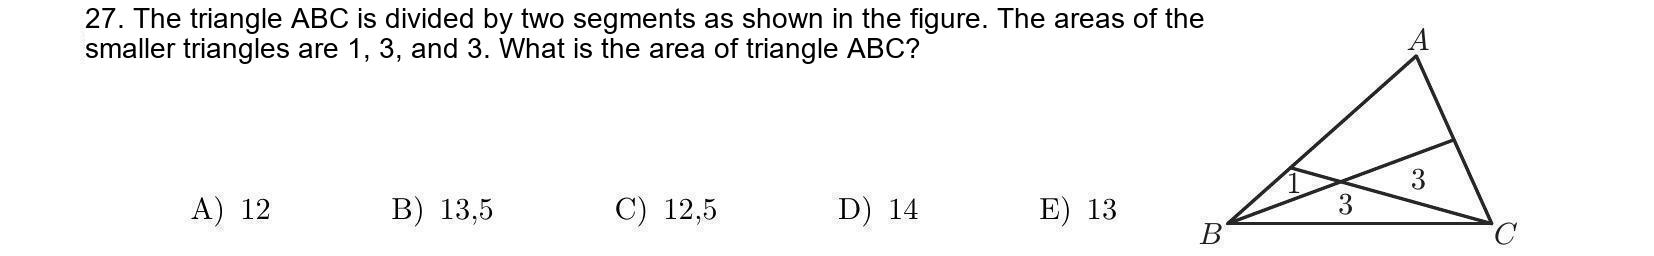 27. The triangle ABC is divided by two segments as shown in the figure. The areas of the
smaller triangles are 1, 3, and 3. What is the area of triangle ABC?
A) 12 B) 13,5 C) 12,5 D) 14 E) 13
A
1
3
3
B
C